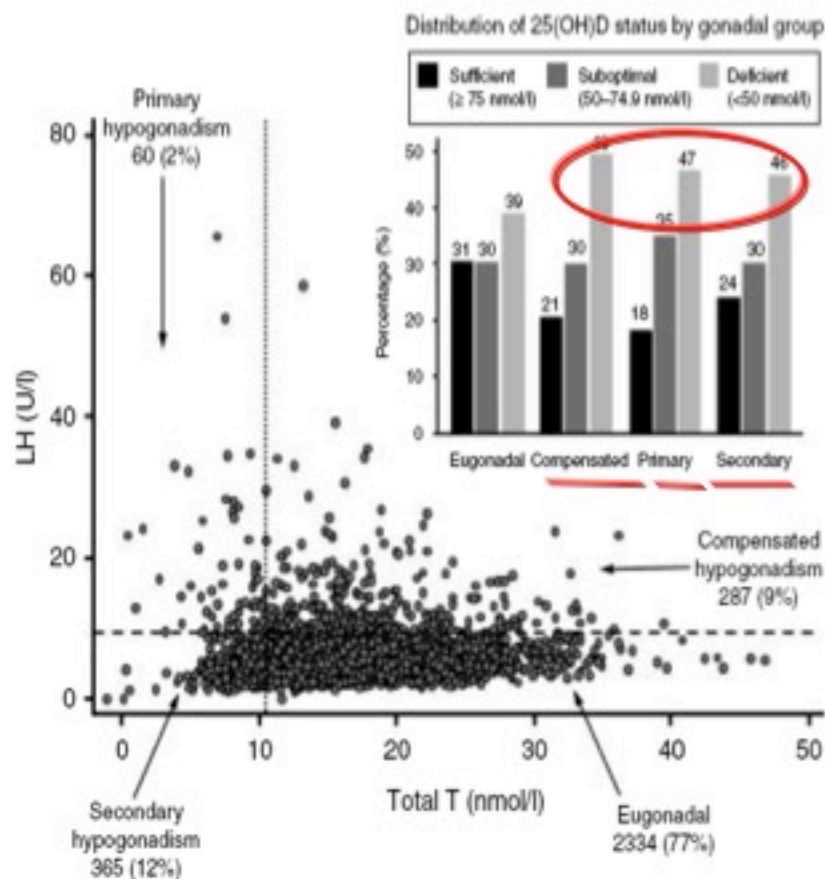 Distribution of 25(OH)D status by gonadal group
Sufficient
(≥ 75 nmol/l)
Suboptimal
(50–74.9 nmol/l)
Deficient
(<50 nmol/l)
Primary
hypogonadism
60 (2%)
80
60
40
20
0
LH (U/l)
50
40
30
20
10
0
Percentage (%)
31
30
39
21
30
18
35
47
24
30
46
Eugonadal
Compensated
Primary
Secondary
Compensated
hypogonadism
287 (9%)
0
10
20
30
40
50
Total T (nmol/l)
Secondary
hypogonadism
365 (12%)
Eugonadal
2334 (77%)